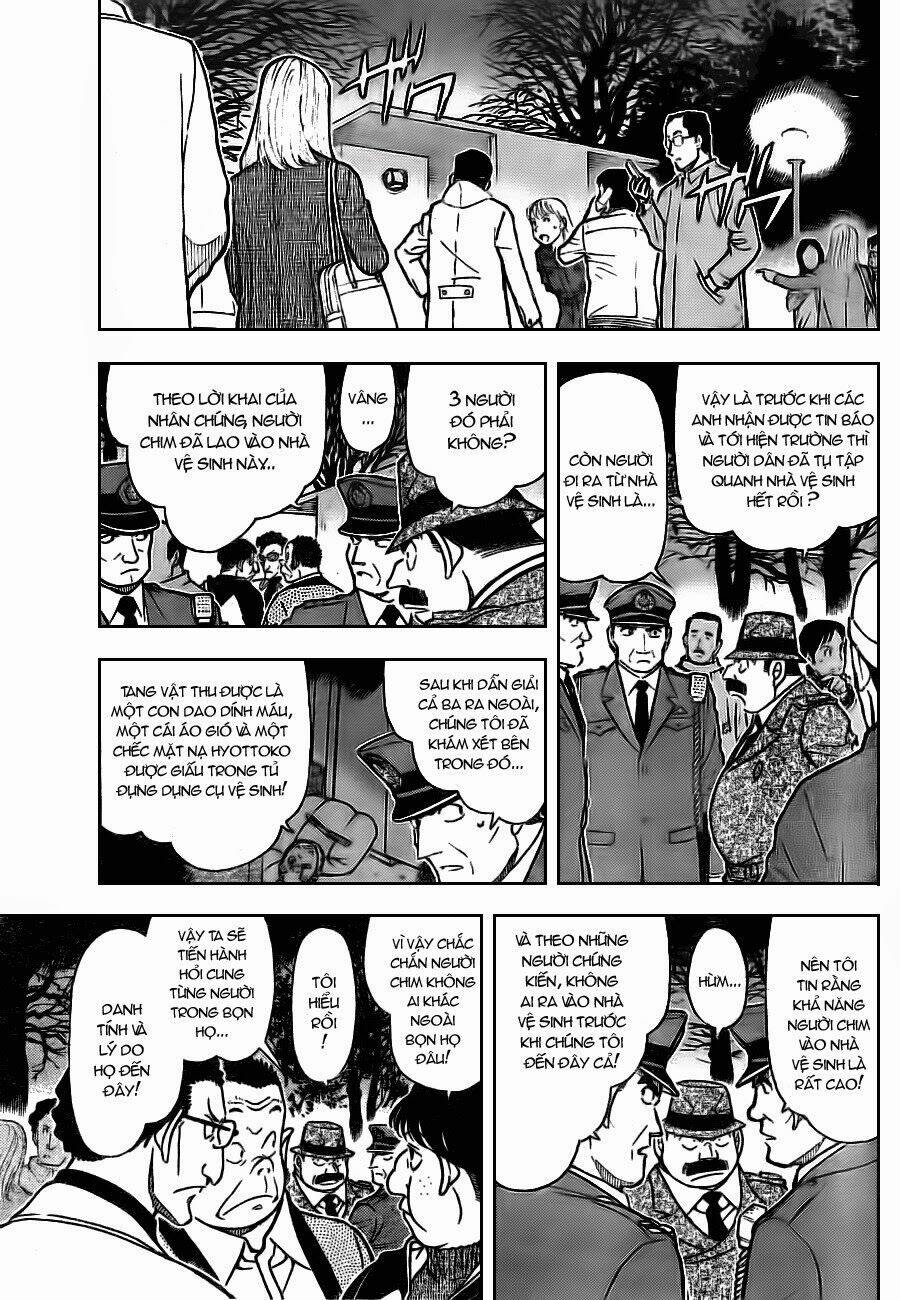 ザワ
ザワ
ザワ
VẬY LÀ TRƯỚC KHI CÁC
ANH NHẬN ĐƯỢC TIN BÁO
VÀ TỚI HIỆN TRƯỜNG THÌ
NGƯỜI DÂN ĐÃ TỤ TẬP
QUANH NHÀ VỆ SINH
HẾT RỒI ?
CÒN NGƯỜI
ĐI RA TỪ NHÀ
VỆ SINH LÀ...
3 NGƯỜI
ĐÓ PHẢI
KHÔNG?
VÂNG
...
THEO LỜI KHAI CỦA
NHÂN CHỨNG, NGƯỜI
CHIM ĐÃ LAO VÀO NHÀ
VỆ SINH NÀY..
SAU KHI DẪN GIẢI
CẢ BA RA NGOÀI,
CHÚNG TÔI ĐÃ
KHÁM XÉT BÊN
TRONG ĐÓ...
TANG VẬT THU ĐƯỢC LÀ
MỘT CON DAO DÍNH MÁU,
MỘT CÁI ÁO GIÓ VÀ MỘT
CHẾC MẶT NẠ HYOTTOKO
ĐƯỢC GIẤU TRONG TỦ
ĐỰNG DỤNG CỤ VỆ SINH!
NÊN TÔI
TIN RẰNG
KHẢ NĂNG
NGƯỜI CHIM
VÀO NHÀ
VỆ SINH LÀ
RẤT CAO!
HỪM...
VÀ THEO NHỮNG
NGƯỜI CHỨNG
KIẾN, KHÔNG
AI RA VÀO NHÀ
VỆ SINH TRƯỚC
KHI CHÚNG TÔI
ĐẾN ĐÂY CẢ!
VÌ VẬY CHẮC
CHẮN NGƯỜI
CHIM KHÔNG
AI KHÁC
NGOÀI
BỌN HỌ
ĐÂU!
TÔI
HIỂU
RỒI
!
VẬY TA SẼ
TIẾN HÀNH
HỎI CUNG
TỪNG NGƯỜI
TRONG BỌN
HỌ...
DANH
TÍNH VÀ
LÝ DO
HỌ ĐẾN
ĐÂY!